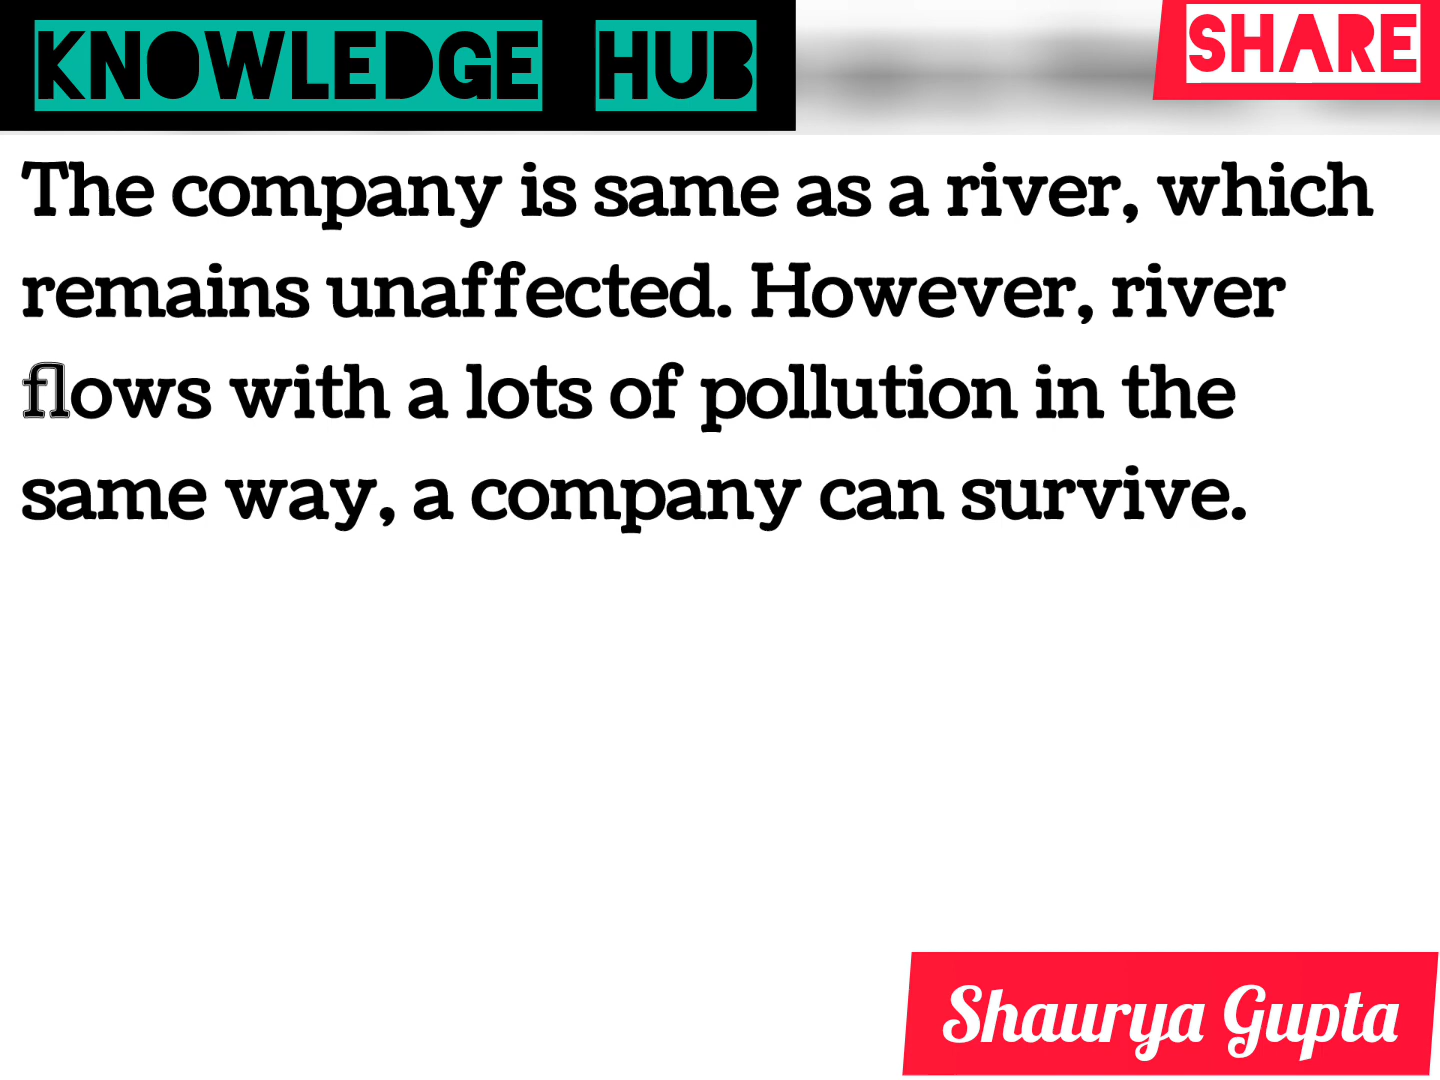 KNOWLEDGE HUB
SHARE
The company is same as a river, which
remains unaffected. However, river
flows with a lots of pollution in the
same way, a company can survive.
Shaurya Gupta